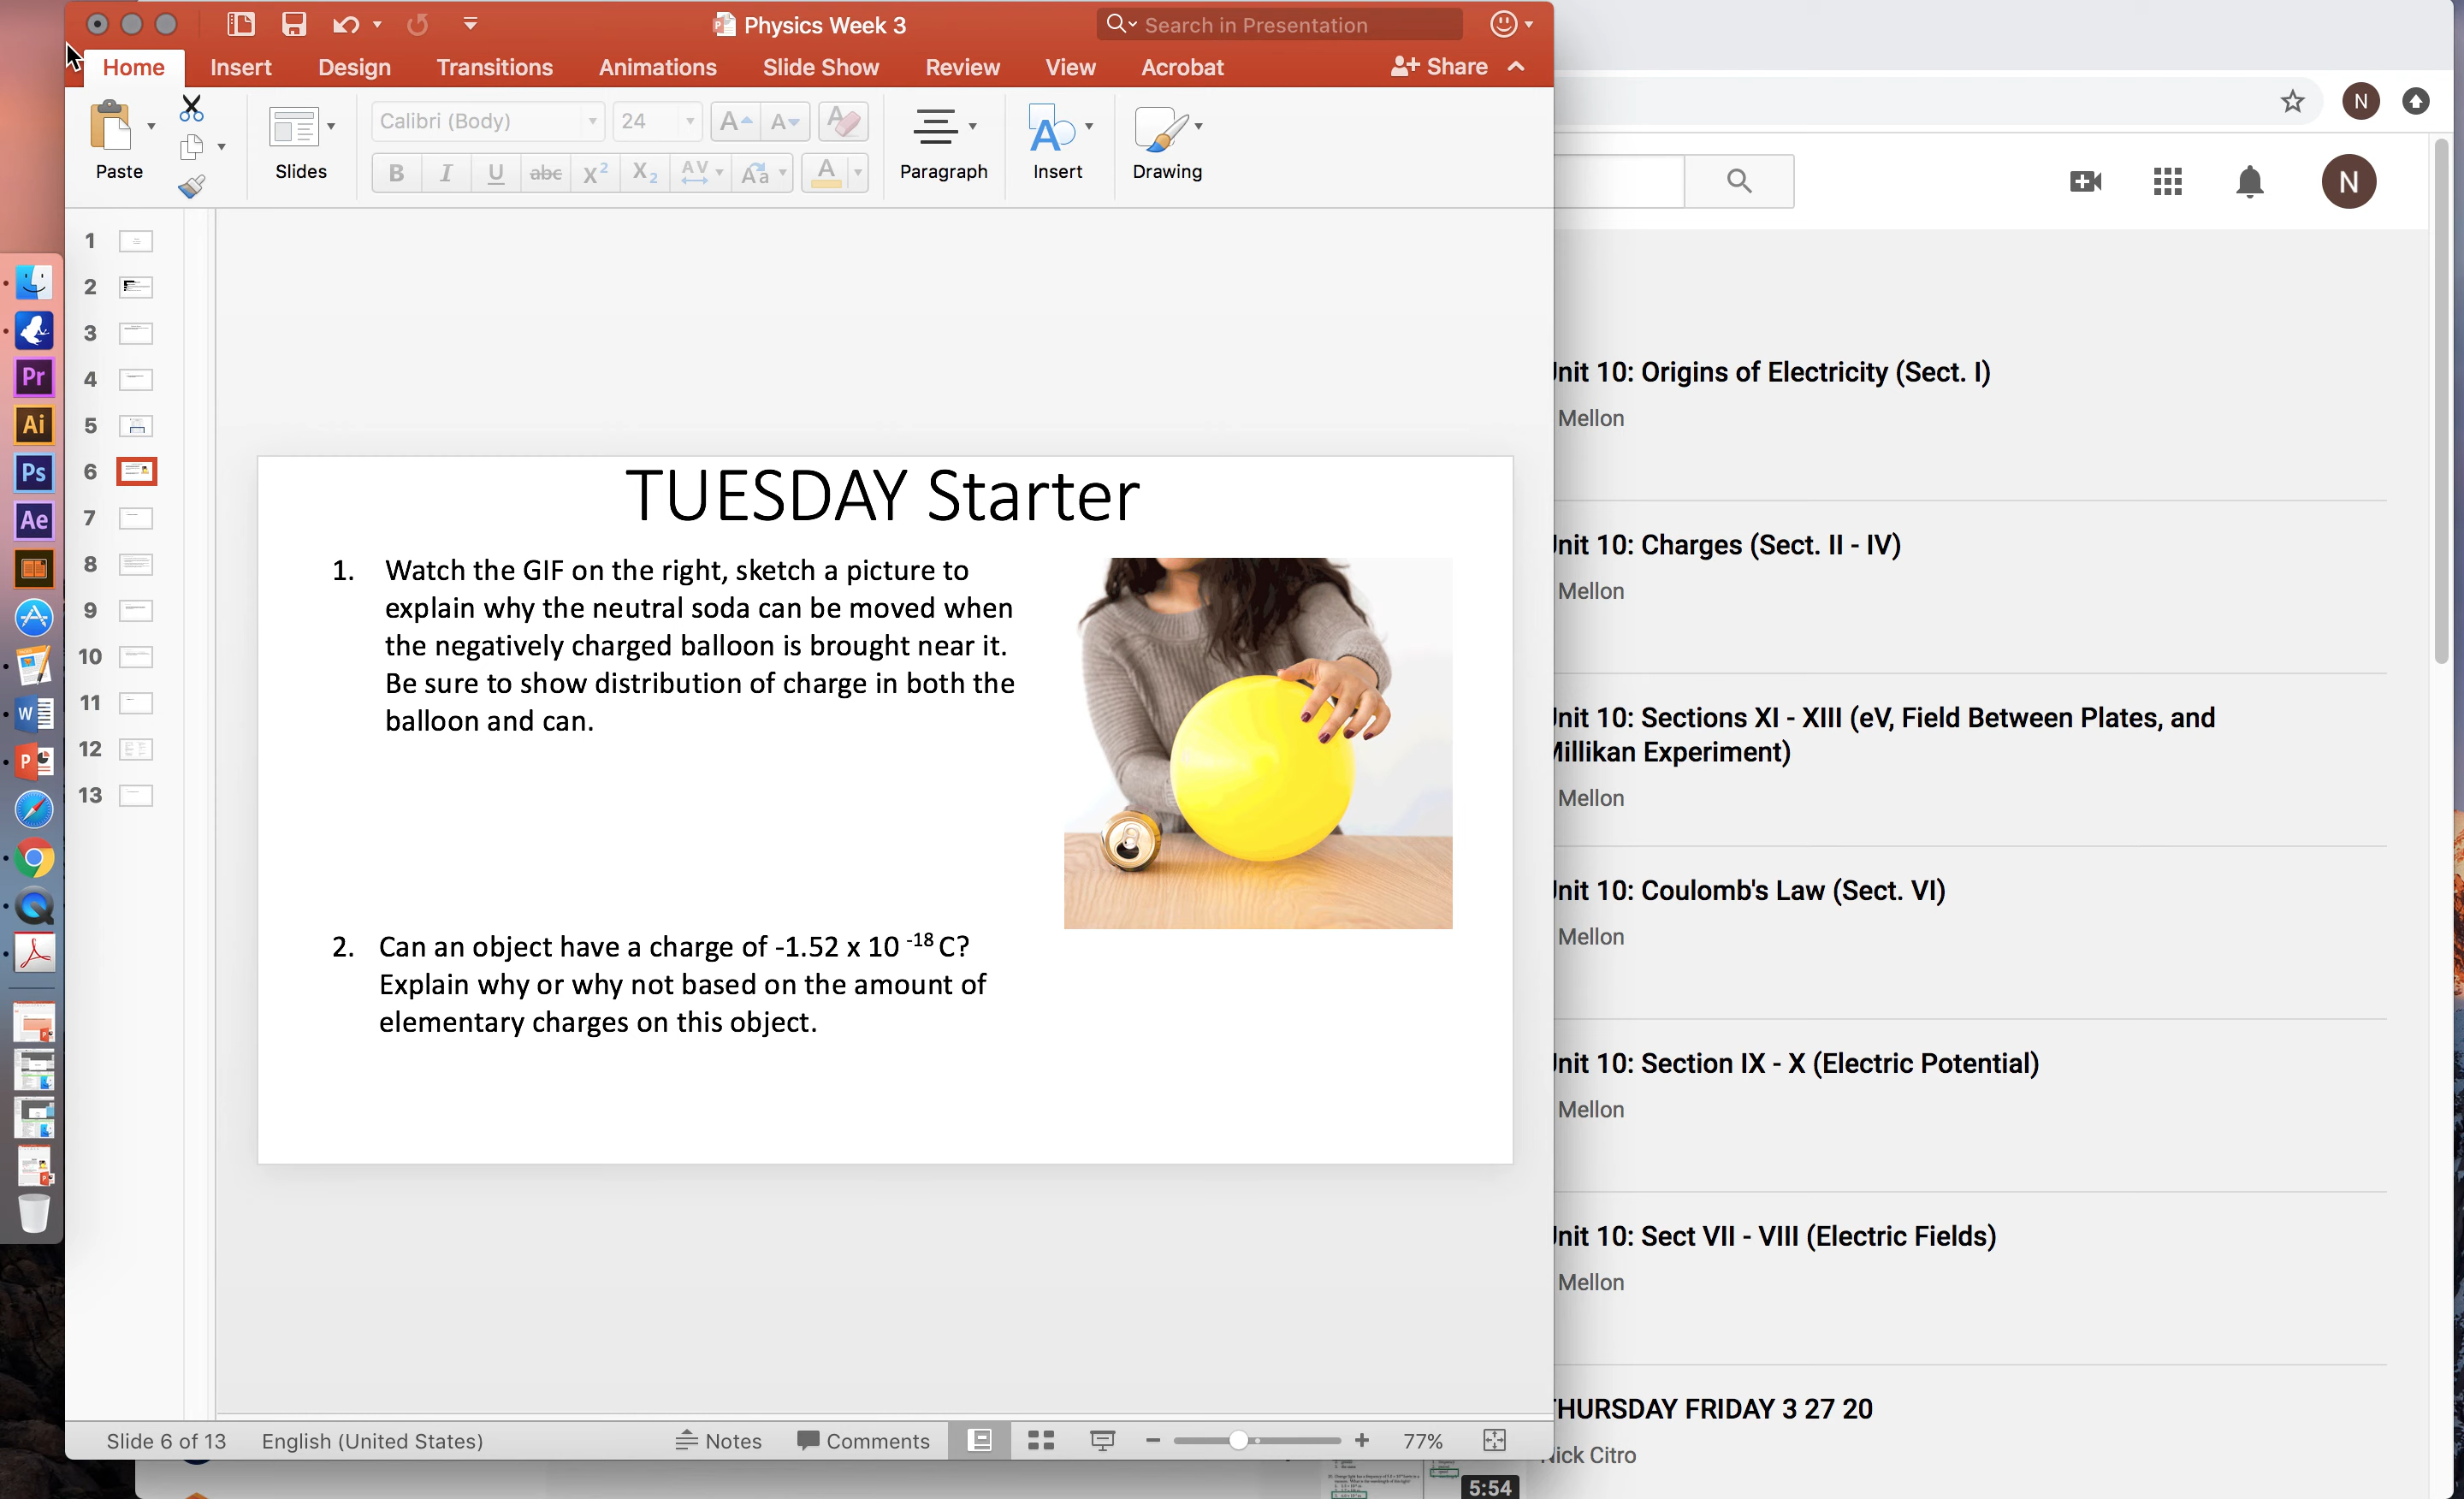 Physics Week 3
Search in Presentation
Home Insert Design Transitions Animations Slide Show Review View Acrobat Share
Calibri (Body) 24
Paste Slides Paragraph Insert Drawing
B I U abc X² X₂ AV Aa A
N
N
1
2
3
4
5
6
7
8
9
10
11
12
13
Pr
Ai
Ps
Ae
W
P
TUESDAY Starter
1. Watch the GIF on the right, sketch a picture to
explain why the neutral soda can be moved when
the negatively charged balloon is brought near it.
Be sure to show distribution of charge in both the
balloon and can.
2. Can an object have a charge of -1.52 x 10 ⁻¹⁸ C?
Explain why or why not based on the amount of
elementary charges on this object.
Slide 6 of 13 English (United States) Notes Comments 77%
nit 10: Origins of Electricity (Sect. I)
Mellon
nit 10: Charges (Sect. II - IV)
Mellon
nit 10: Sections XI - XIII (eV, Field Between Plates, and
illikan Experiment)
Mellon
nit 10: Coulomb's Law (Sect. VI)
Mellon
nit 10: Section IX - X (Electric Potential)
Mellon
nit 10: Sect VII - VIII (Electric Fields)
Mellon
HURSDAY FRIDAY 3 27 20
ick Citro
5:54